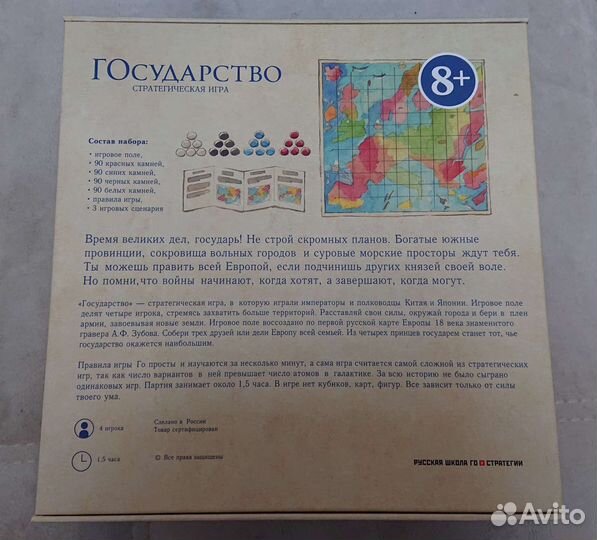 ГОсударство
СТРАТЕГИЧЕСКАЯ ИГРА
8+
Состав набора:
• игровое поле,
• 90 красных камней,
• 90 синих камней,
• 90 черных камней,
• 90 белых камней,
• правила игры,
• 3 игровых сценария
Время великих дел, государь! Не строй скромных планов. Богатые южные
провинции, сокровища вольных городов и суровые морские просторы ждут тебя.
Ты можешь править всей Европой, если подчинишь других князей своей воле.
Но помни,что войны начинают, когда хотят, а завершают, когда могут.
«Государство» — стратегическая игра, в которую играли императоры и полководцы Китая и Японии. Игровое поле
делят четыре игрока, стремясь захватить больше территорий. Расставляй свои силы, окружай города и бери в плен
армии, завоевывая новые земли. Игровое поле воссоздано по первой русской карте Европы 18 века знаменитого
гравера А.Ф. Зубова. Собери трех друзей или дели Европу всей семьей. Из четырех принцев государем станет тот, чье
государство окажется наибольшим.
Правила игры Го просты и изучаются за несколько минут, а сама игра считается самой сложной из стратегических
игр, так как число вариантов в ней превышает число атомов в галактике. За всю историю не было сыграно
одинаковых игр. Партия занимает около 1,5 часа. В игре нет кубиков, карт, фигур. Все зависит только от силы
твоего ума.
4 игрока
Сделано в России
Товар сертифицирован
1,5 часа
© Все права защищены
РУССКАЯ ШКОЛА ГО И СТРАТЕГИИ
Avito